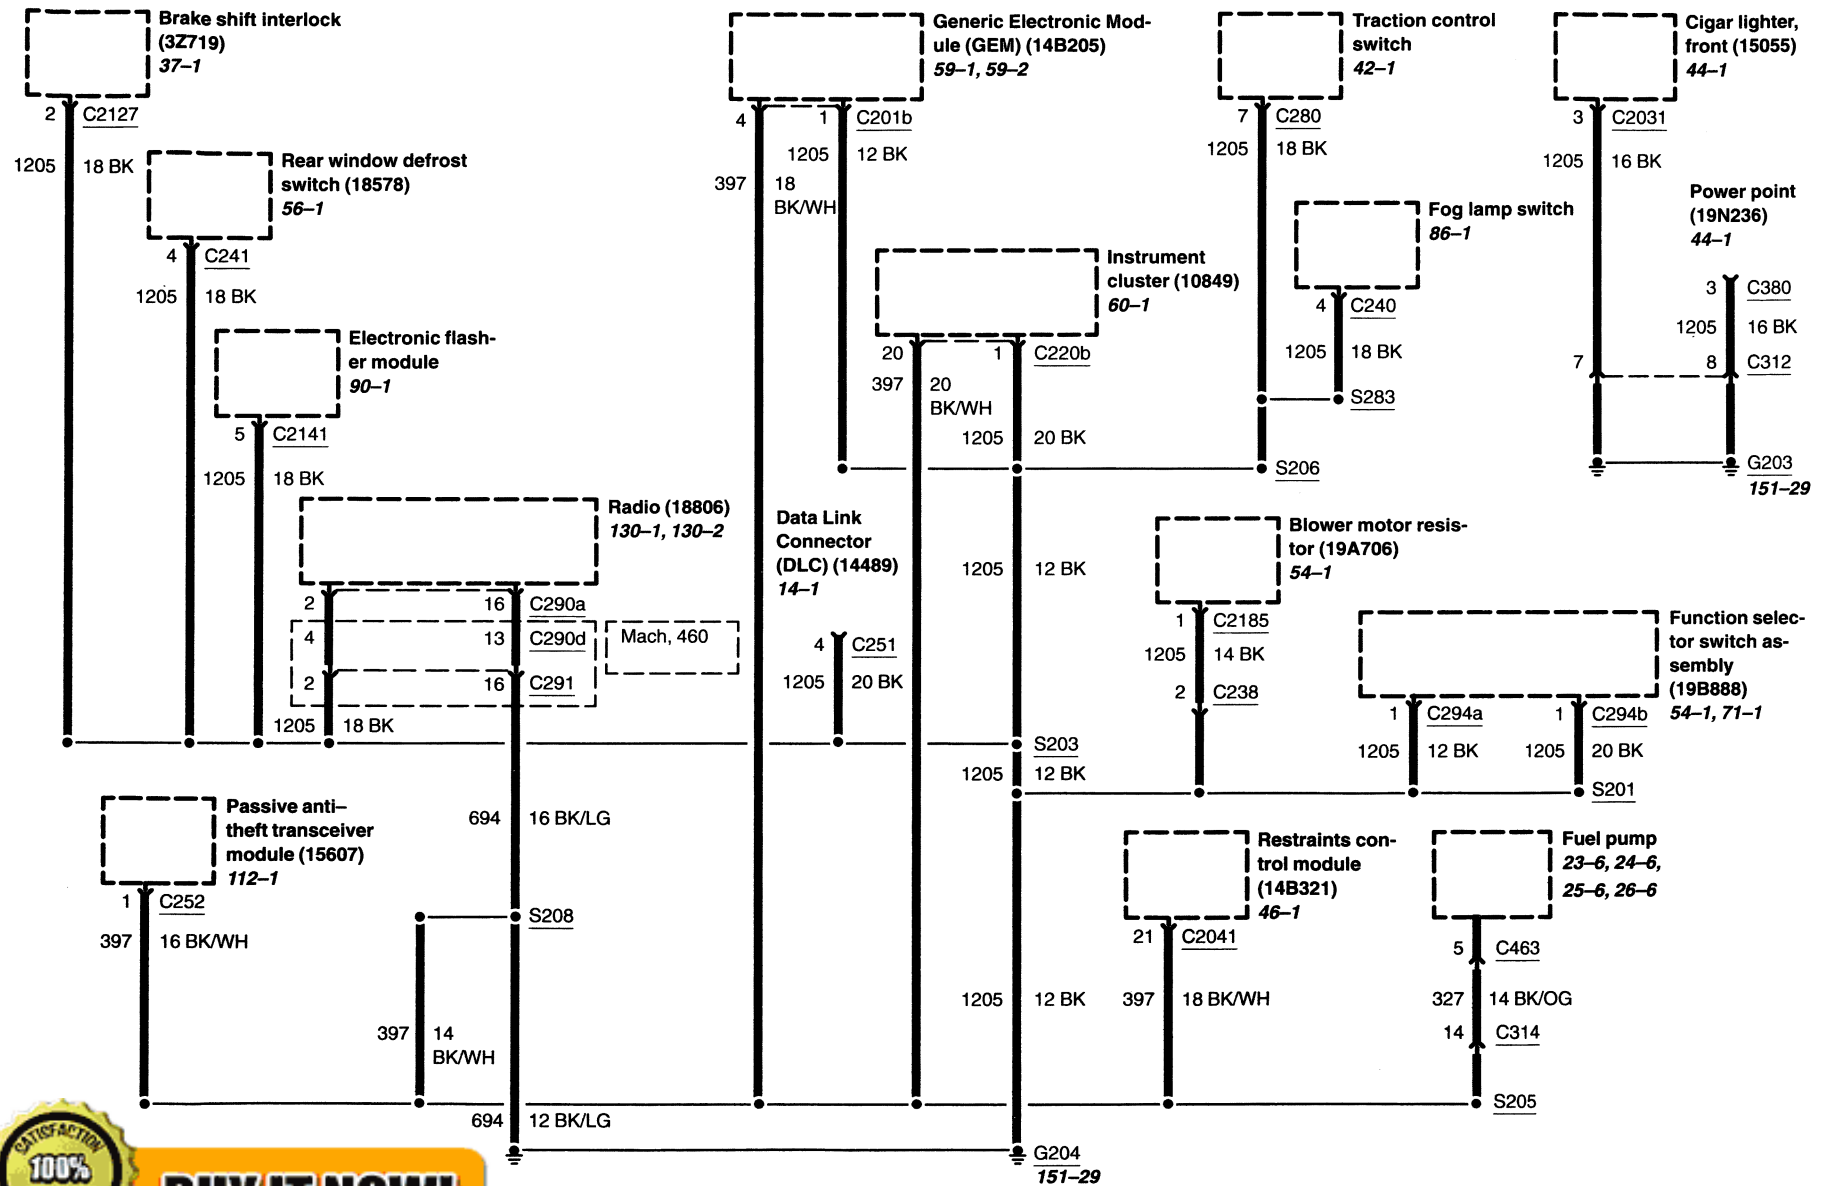 Brake shift interlock
(3Z719)
37–1
2 C2127
1205 18 BK
Rear window defrost
switch (18578)
56–1
4 C241
1205 18 BK
Electronic flash-
er module
90–1
5 C2141
1205 18 BK
Radio (18806)
130–1, 130–2
2 16 C290a
4 13 C290d
Mach, 460
2 16 C291
1205 18 BK
Generic Electronic Mod-
ule (GEM) (14B205)
59–1, 59–2
4 1 C201b
1205 12 BK
397 18
BK/WH
Instrument
cluster (10849)
60–1
20 1 C220b
397 20
BK/WH
1205 20 BK
Traction control
switch
42–1
7 C280
1205 18 BK
Fog lamp switch
86–1
4 C240
1205 18 BK
S283
S206
Cigar lighter,
front (15055)
44–1
3 C2031
1205 16 BK
Power point
(19N236)
44–1
3 C380
1205 16 BK
7 8 C312
G203
151–29
Data Link
Connector
(DLC) (14489)
14–1
4 C251
1205 20 BK
1205 12 BK
Blower motor resis-
tor (19A706)
54–1
1 C2185
1205 14 BK
2 C238
Function selec-
tor switch as-
sembly
(19B888)
54–1, 71–1
1 C294a
1205 12 BK
1 C294b
1205 20 BK
S203
1205 12 BK
S201
Passive anti–
theft transceiver
module (15607)
112–1
1 C252
397 16 BK/WH
694 16 BK/LG
S208
397 14
BK/WH
1205 12 BK
Restraints con-
trol module
(14B321)
46–1
21 C2041
397 18 BK/WH
Fuel pump
23–6, 24–6,
25–6, 26–6
5 C463
327 14 BK/OG
14 C314
S205
694 12 BK/LG
G204
151–29
SATISFACTION
100%
BUY IT NOW!